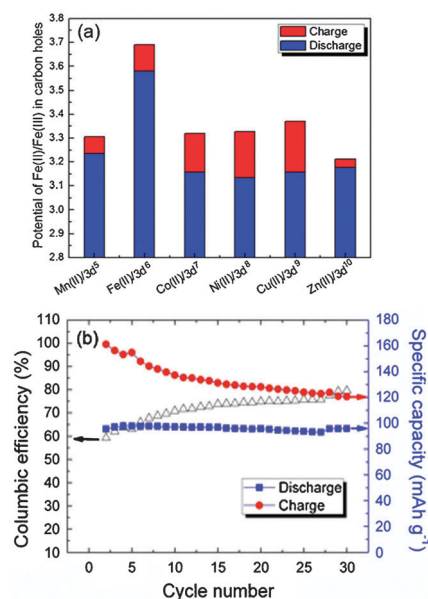 (a)
Charge
Discharge
Potential of Fe(II)/Fe(III) in carbon holes
3.8
3.7
3.6
3.5
3.4
3.3
3.2
3.1
3.0
2.9
2.8
Mn(II)/3d5
Fe(II)/3d6
Co(II)/3d7
Ni(II)/3d8
Cu(II)/3d9
Zn(II)/3d10
(b)
Columbic efficiency (%)
110
100
90
80
70
60
50
40
30
20
10
Specific capacity (mAh g-1)
180
160
140
120
100
80
60
40
20
0
Discharge
Charge
0 5 10 15 20 25 30
Cycle number